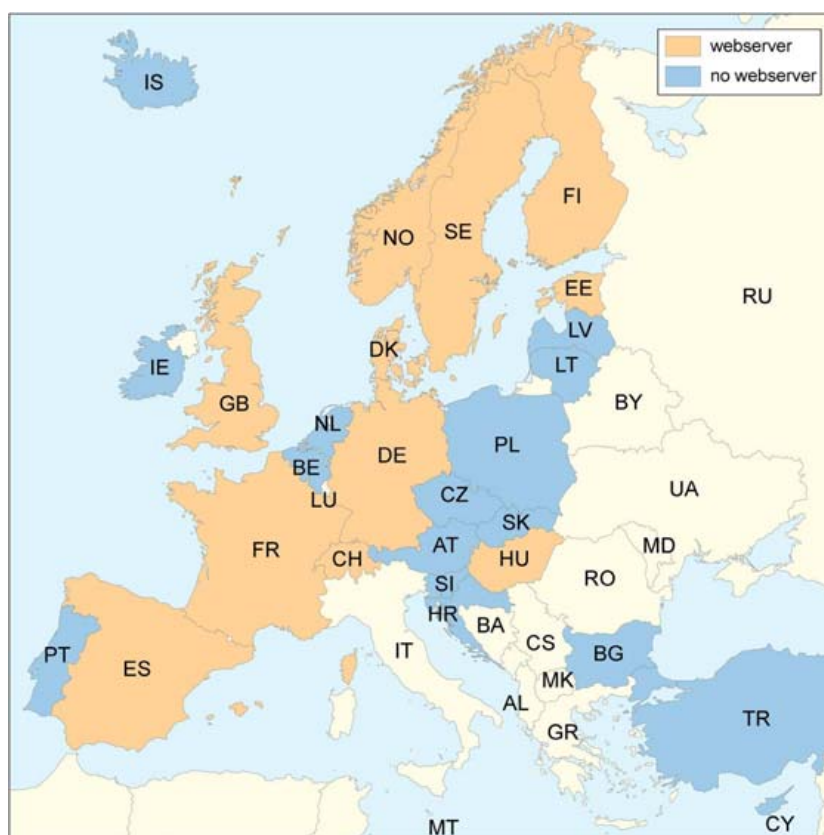 webserver
no webserver
IS
FI
NO
SE
EE
RU
LV
DK
LT
IE
BY
GB
NL
PL
DE
BE
CZ
UA
LU
SK
MD
FR
AT
CH
HU
RO
SI
HR
BA
IT
CS
BG
PT
ES
MK
AL
TR
GR
MT
CY